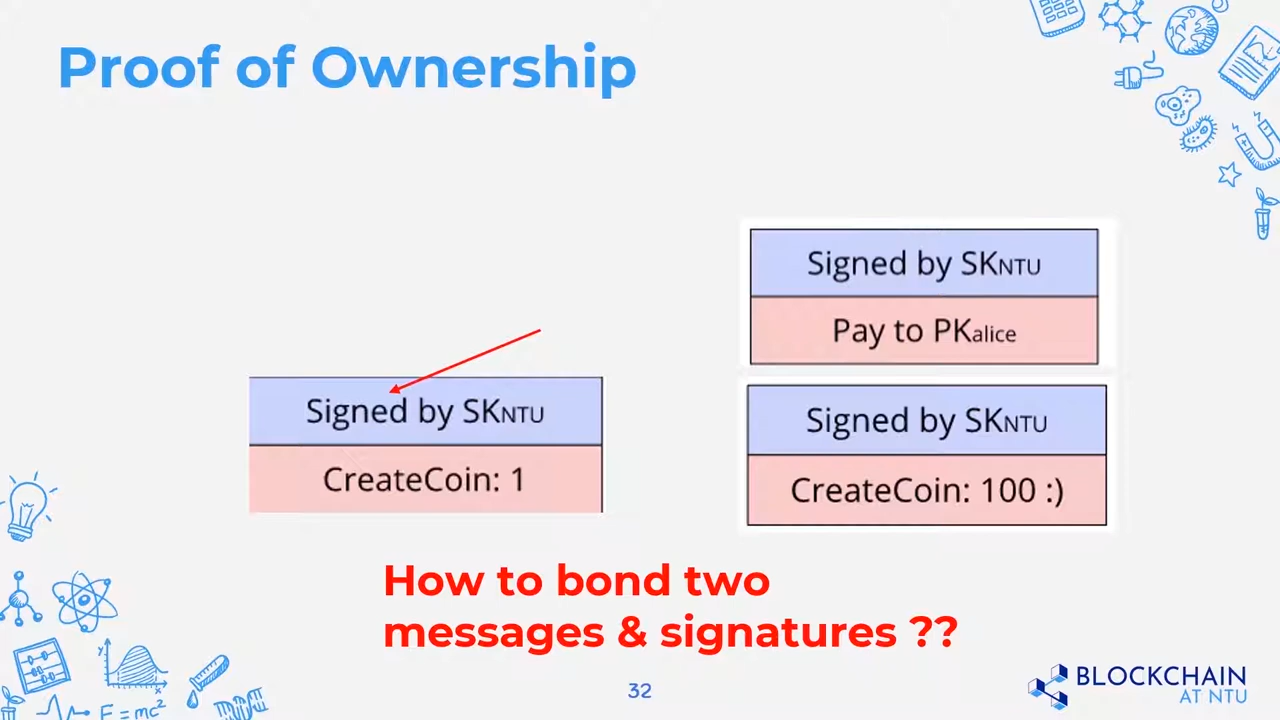 Proof of Ownership
Signed by SKNTU
Pay to PKalice
Signed by SKNTU
CreateCoin: 1
Signed by SKNTU
CreateCoin: 100 :)
How to bond two
messages & signatures ??
32
BLOCKCHAIN
AT NTU
E=mc²
y
x